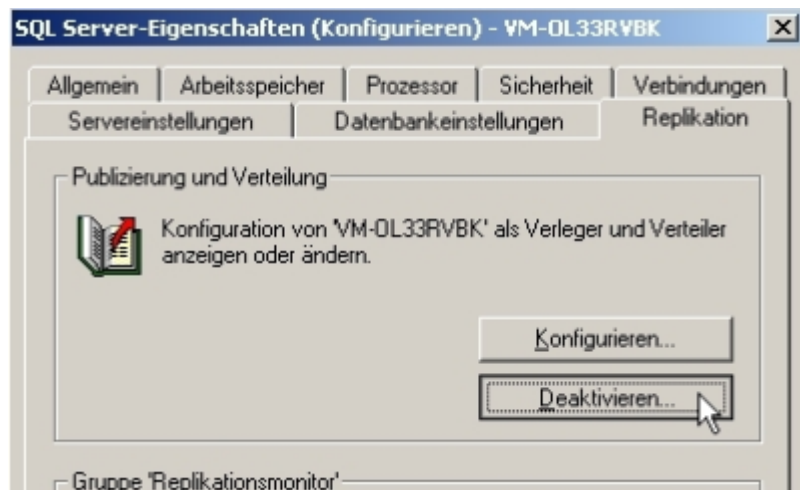 SQL Server-Eigenschaften (Konfigurieren) - VM-OL33RVBK
Allgemein Arbeitsspeicher Prozessor Sicherheit Verbindungen
Servereinstellungen Datenbankeinstellungen Replikation
Publizierung und Verteilung
Konfiguration von 'VM-OL33RVBK' als Verleger und Verteiler
anzeigen oder ändern.
Konfigurieren...
Deaktivieren...
Gruppe 'Replikationsmonitor'